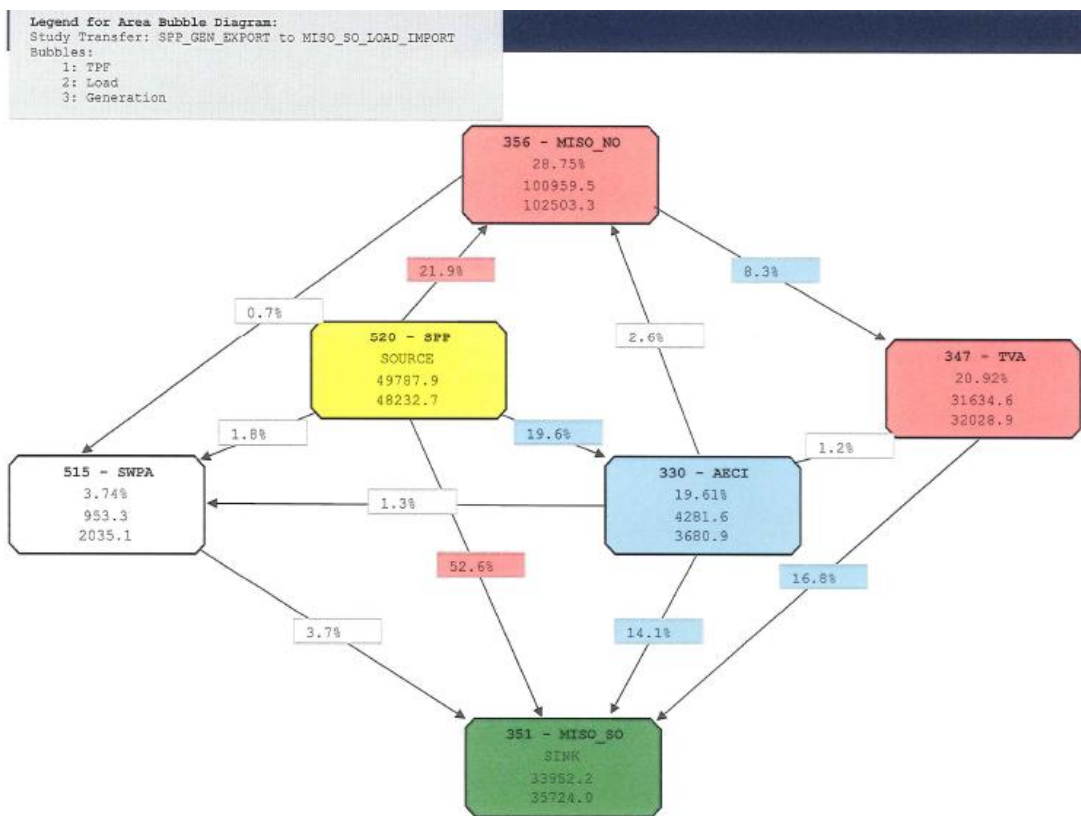 Legend for Area Bubble Diagram:
Study Transfer: SPP_GEN_EXPORT to MISO_SO_LOAD_IMPORT
Bubbles:
1: TPF
2: Load
3: Generation
356 - MISO_NO
28.75%
100959.5
102503.3
21.9%
8.3%
0.7%
2.6%
520 - SPP
SOURCE
49787.9
48232.7
347 - TVA
20.92%
31634.6
32028.9
1.8%
19.6%
1.2%
515 - SWPA
3.74%
953.3
2035.1
1.3%
330 - AECI
19.61%
4281.6
3680.9
52.6%
16.8%
3.7%
14.1%
351 - MISO_SO
SINK
33952.2
35724.0